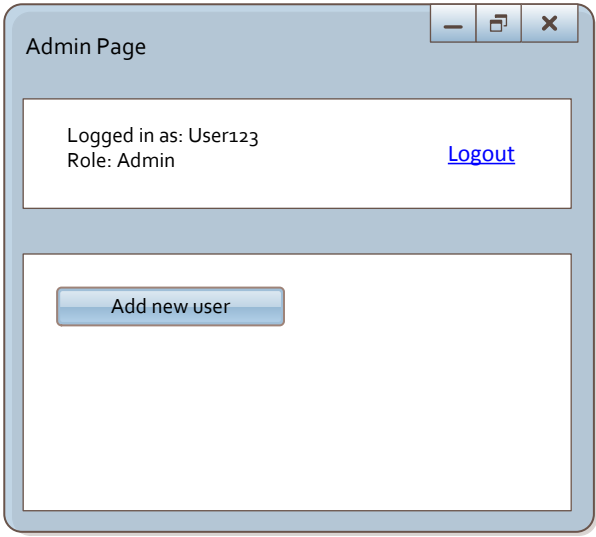 Admin Page
Logged in as: User123
Role: Admin
Logout
Add new user